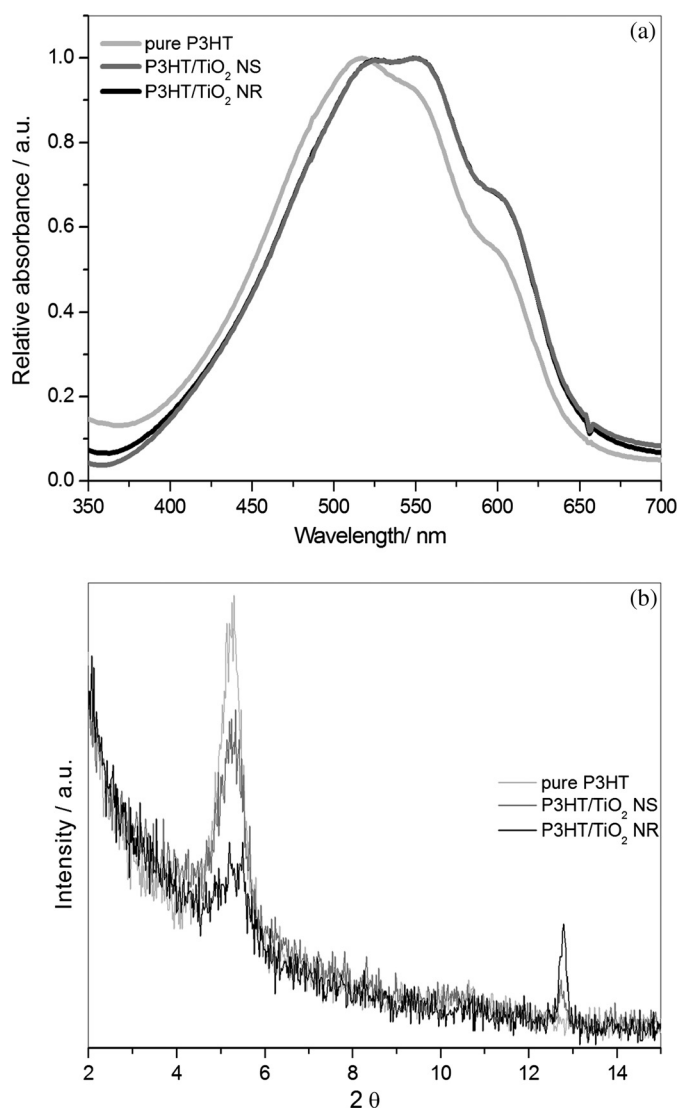 (a)
pure P3HT
P3HT/TiO₂ NS
P3HT/TiO₂ NR
Relative absorbance / a.u.
1.0
0.8
0.6
0.4
0.2
0.0
350 400 450 500 550 600 650 700
Wavelength/ nm
(b)
pure P3HT
P3HT/TiO₂ NS
P3HT/TiO₂ NR
Intensity / a.u.
2 4 6 8 10 12 14
2 θ